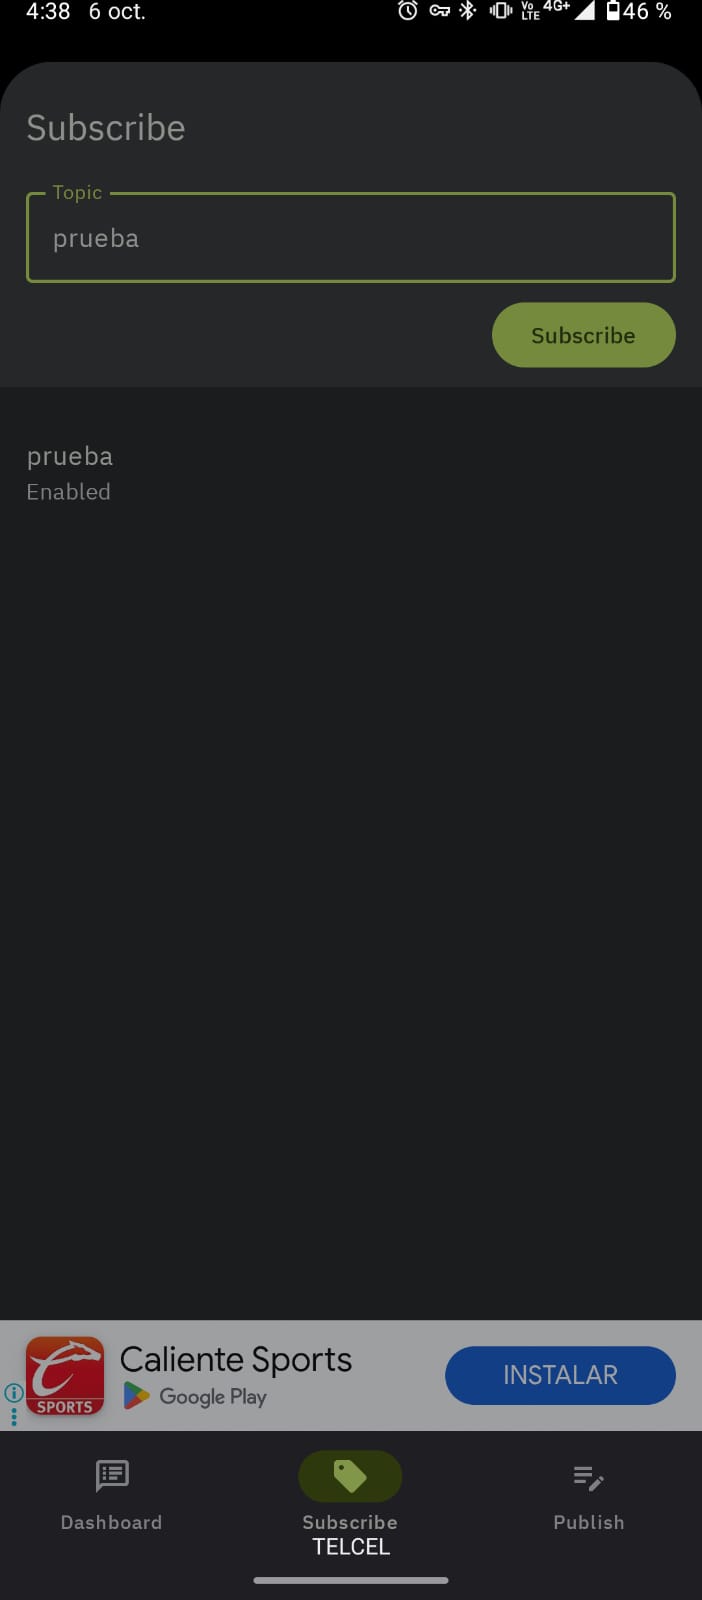 4:38 6 oct. Vo LTE 4G+ 46 %
Subscribe
Topic
prueba
Subscribe
prueba
Enabled
Caliente Sports
Google Play
INSTALAR
SPORTS
Dashboard
Subscribe
Publish
TELCEL